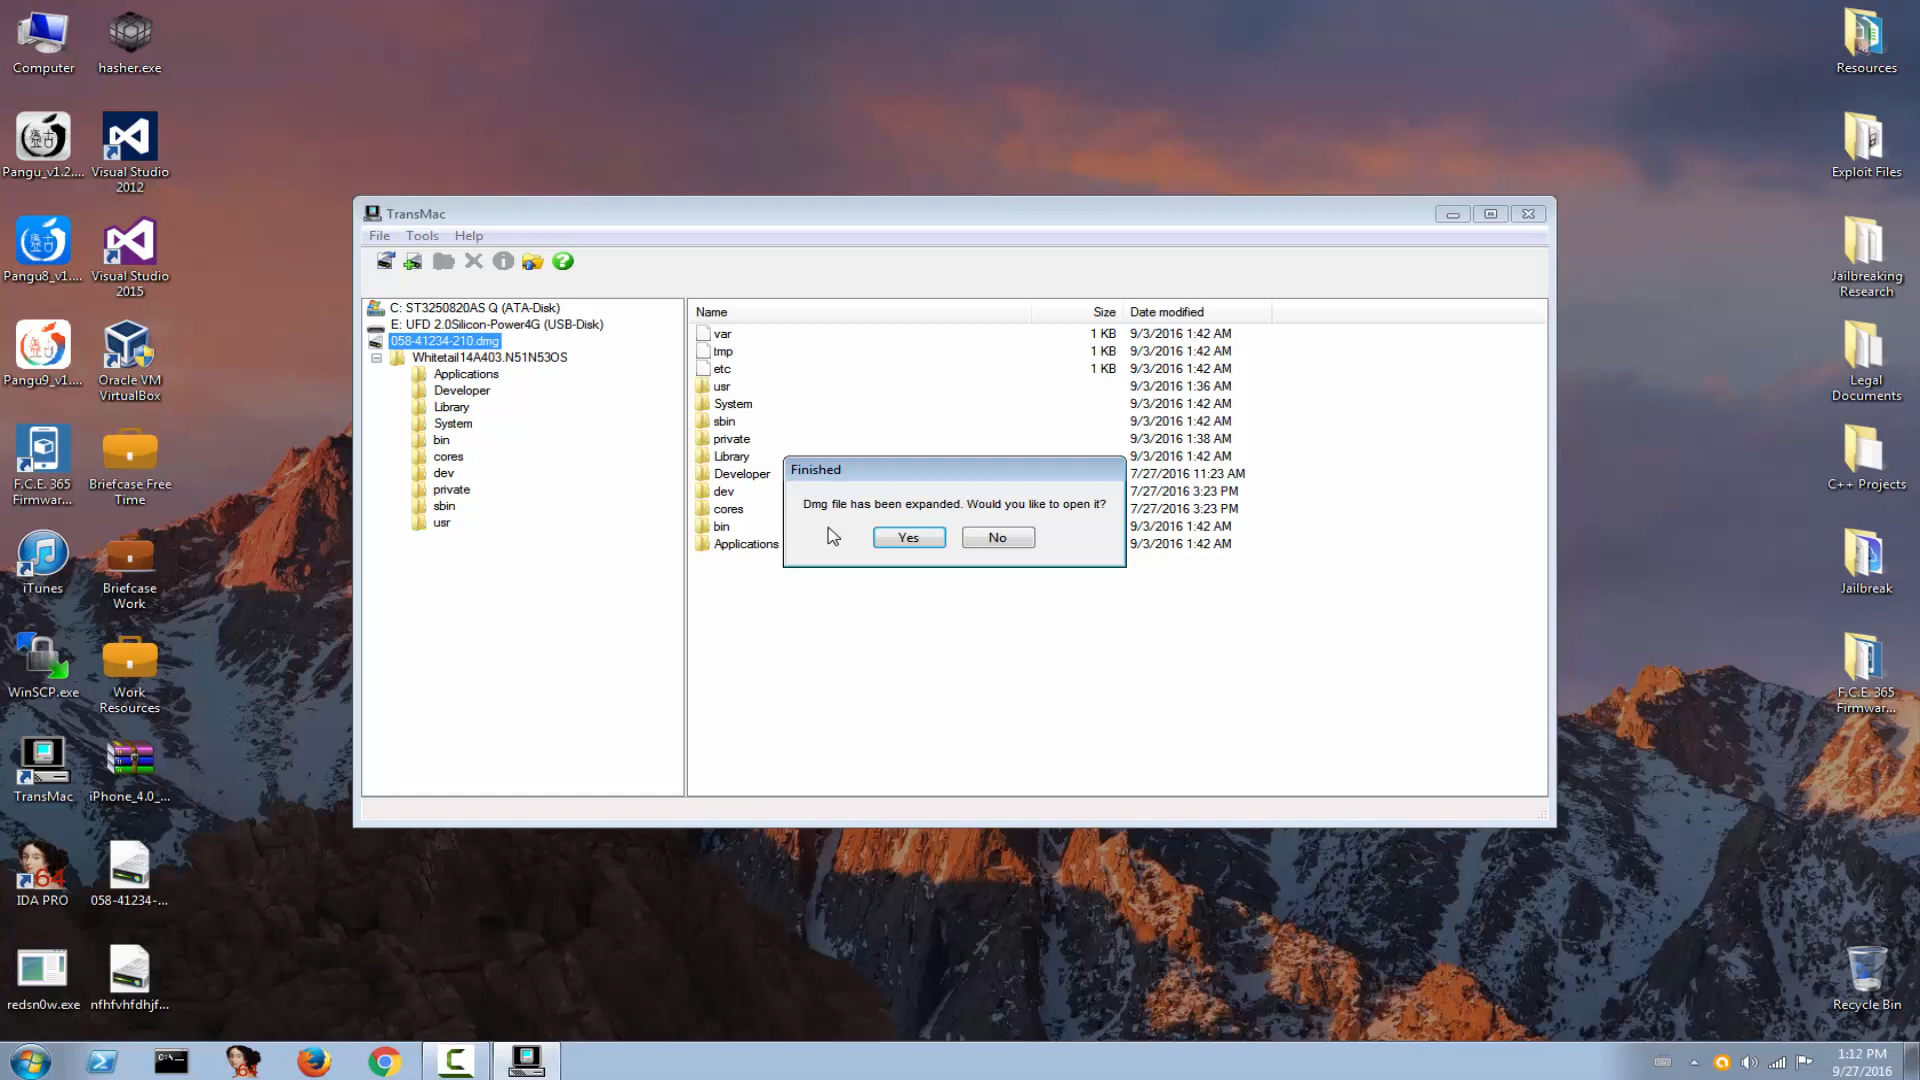 Computer
hasher.exe
Pangu_v1.2....
Visual Studio
2012
Pangu8_v1....
Visual Studio
2015
Pangu9_v1....
Oracle VM
VirtualBox
F.C.E. 365
Firmwar...
Briefcase Free
Time
iTunes
Briefcase
Work
WinSCP.exe
Work
Resources
TransMac
iPhone_4.0_...
64
IDA PRO
058-41234-...
redsn0w.exe
nfhfvhfdhjf...
TransMac
File Tools Help
C: ST3250820AS Q (ATA-Disk)
E: UFD 2.0Silicon-Power4G (USB-Disk)
058-41234-210.dmg
Whitetail14A403.N51N53OS
Applications
Developer
Library
System
bin
cores
dev
private
sbin
usr
Name Size Date modified
var 1 KB 9/3/2016 1:42 AM
tmp 1 KB 9/3/2016 1:42 AM
etc 1 KB 9/3/2016 1:42 AM
usr 9/3/2016 1:36 AM
System 9/3/2016 1:42 AM
sbin 9/3/2016 1:42 AM
private 9/3/2016 1:38 AM
Library 9/3/2016 1:42 AM
Developer 7/27/2016 11:23 AM
dev 7/27/2016 3:23 PM
cores 7/27/2016 3:23 PM
bin 9/3/2016 1:42 AM
Applications 9/3/2016 1:42 AM
Finished
Dmg file has been expanded. Would you like to open it?
Yes No
Resources
Exploit Files
Jailbreaking
Research
Legal
Documents
C++ Projects
Jailbreak
F.C.E. 365
Firmwar...
Recycle Bin
C:\_
64
1:12 PM
9/27/2016